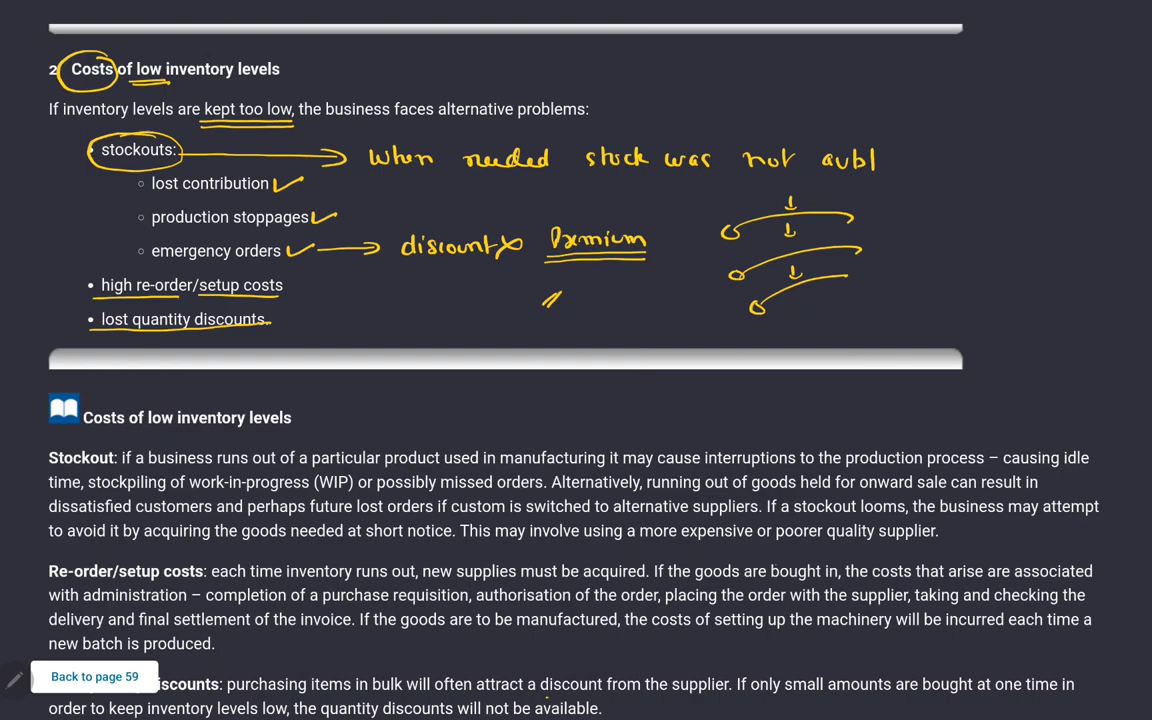 2 Costs of low inventory levels
If inventory levels are kept too low, the business faces alternative problems:
• stockouts: when needed stock was not avbl
○ lost contribution
○ production stoppages
○ emergency orders discount Premium
• high re-order/setup costs
• lost quantity discounts.
Costs of low inventory levels
Stockout: if a business runs out of a particular product used in manufacturing it may cause interruptions to the production process – causing idle
time, stockpiling of work-in-progress (WIP) or possibly missed orders. Alternatively, running out of goods held for onward sale can result in
dissatisfied customers and perhaps future lost orders if custom is switched to alternative suppliers. If a stockout looms, the business may attempt
to avoid it by acquiring the goods needed at short notice. This may involve using a more expensive or poorer quality supplier.
Re-order/setup costs: each time inventory runs out, new supplies must be acquired. If the goods are bought in, the costs that arise are associated
with administration – completion of a purchase requisition, authorisation of the order, placing the order with the supplier, taking and checking the
delivery and final settlement of the invoice. If the goods are to be manufactured, the costs of setting up the machinery will be incurred each time a
new batch is produced.
Back to page 59
discounts: purchasing items in bulk will often attract a discount from the supplier. If only small amounts are bought at one time in
order to keep inventory levels low, the quantity discounts will not be available.